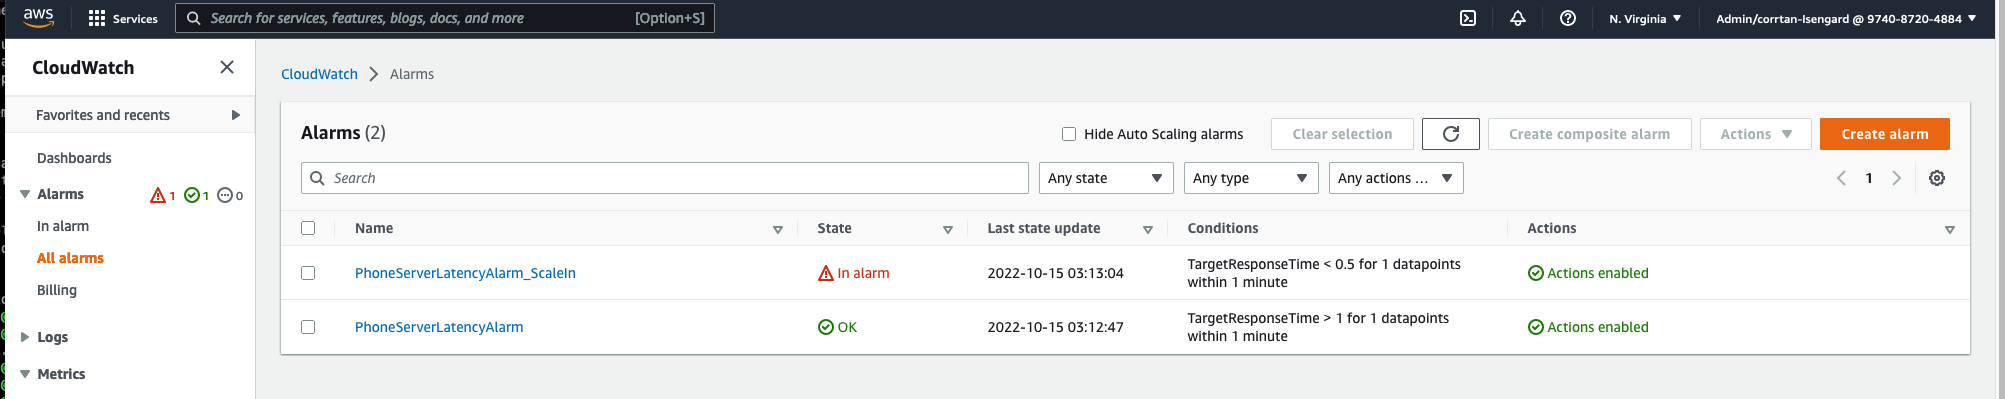 aws
Services
Search for services, features, blogs, docs, and more
[Option+S]
N. Virginia
Admin/corrtan-Isengard @ 9740-8720-4884
CloudWatch
Favorites and recents
Dashboards
Alarms
1
1
0
In alarm
All alarms
Billing
Logs
Metrics
CloudWatch
Alarms
Alarms (2)
Hide Auto Scaling alarms
Clear selection
Create composite alarm
Actions
Create alarm
Search
Any state
Any type
Any actions ...
1
Name
State
Last state update
Conditions
Actions
PhoneServerLatencyAlarm_ScaleIn
In alarm
2022-10-15 03:13:04
TargetResponseTime < 0.5 for 1 datapoints
within 1 minute
Actions enabled
PhoneServerLatencyAlarm
OK
2022-10-15 03:12:47
TargetResponseTime > 1 for 1 datapoints
within 1 minute
Actions enabled